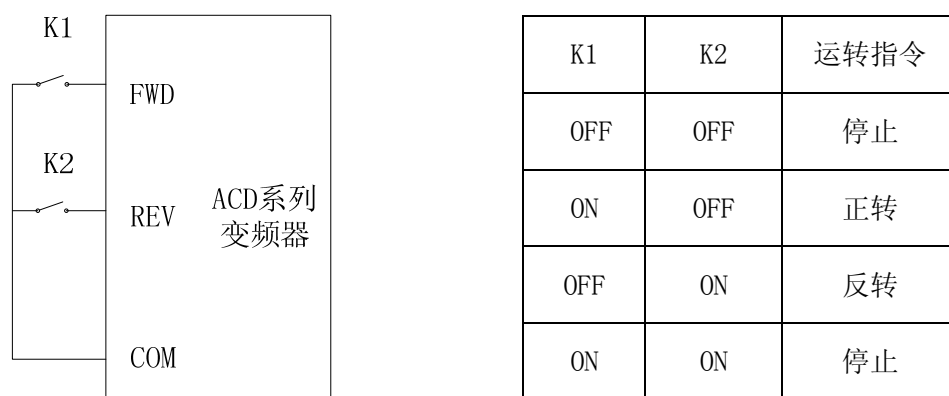 K1
FWD
K2
REV
ACD系列
变频器
COM
K1 K2 运转指令
OFF OFF 停止
ON OFF 正转
OFF ON 反转
ON ON 停止